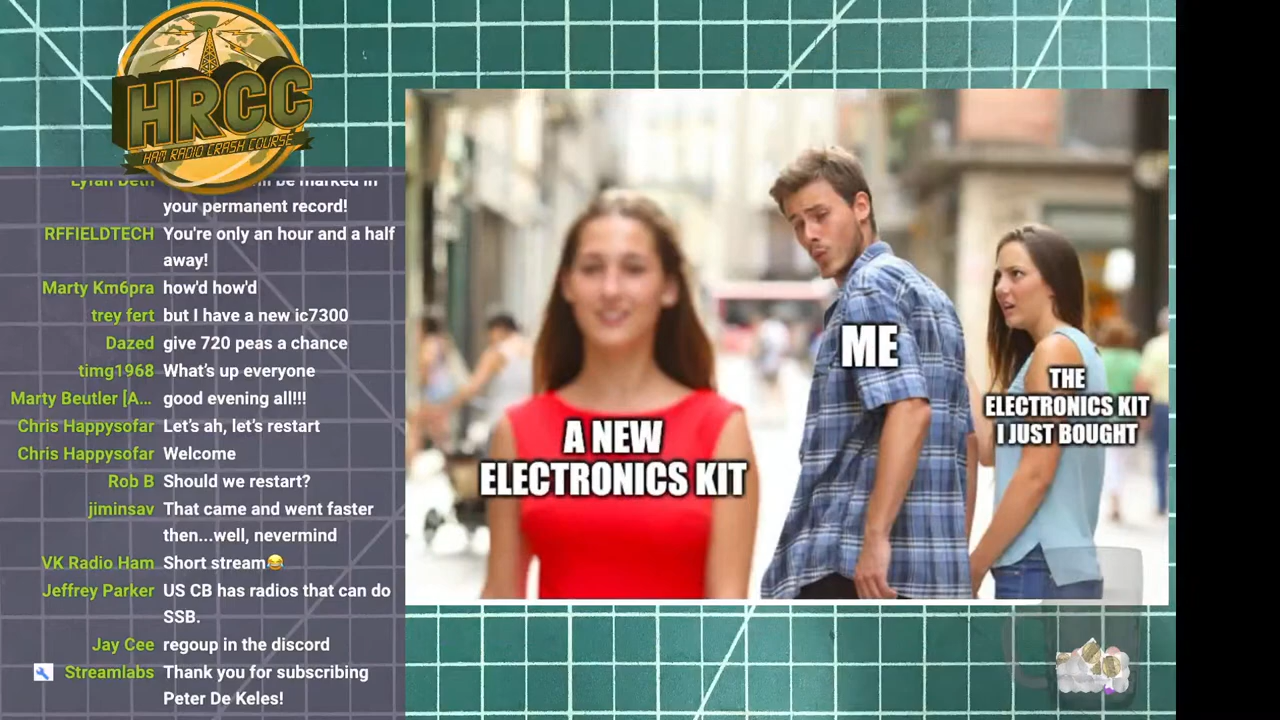 HRCC
HAM RADIO CRASH COURSE
be marked in
your permanent record!
RFFIELDTECH You're only an hour and a half
away!
Marty Km6pra how'd how'd
trey fert but I have a new ic7300
Dazed give 720 peas a chance
timg1968 What's up everyone
Marty Beutler [A... good evening all!!!
Chris Happysofar Let's ah, let's restart
Chris Happysofar Welcome
Rob B Should we restart?
jiminsav That came and went faster
then...well, nevermind
VK Radio Ham Short stream😂
Jeffrey Parker US CB has radios that can do
SSB.
Jay Cee regoup in the discord
Streamlabs Thank you for subscribing
Peter De Keles!
A NEW
ELECTRONICS KIT
ME
THE
ELECTRONICS KIT
I JUST BOUGHT